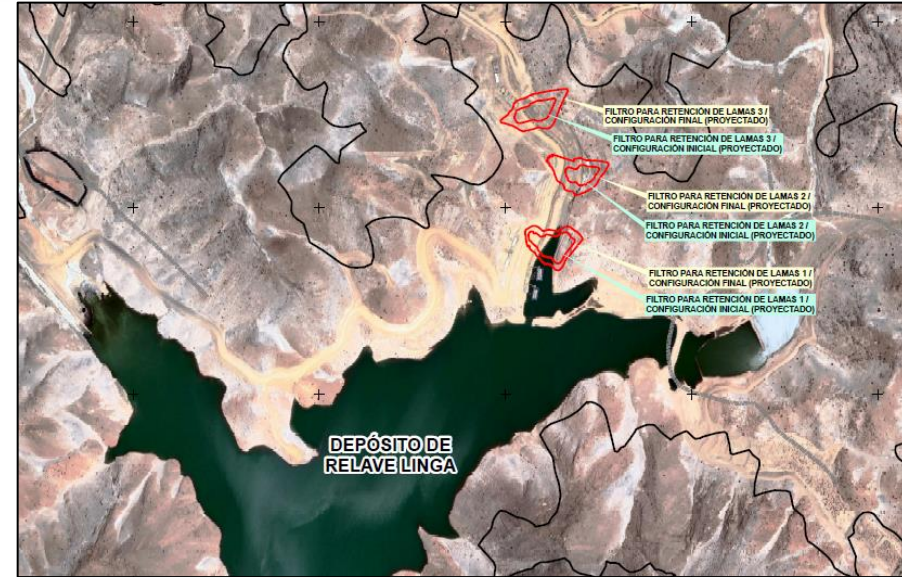 FILTRO PARA RETENCIÓN DE LAMAS 3 /
CONFIGURACIÓN FINAL (PROYECTADO)
FILTRO PARA RETENCIÓN DE LAMAS 3 /
CONFIGURACIÓN INICIAL (PROYECTADO)
FILTRO PARA RETENCIÓN DE LAMAS 2 /
CONFIGURACIÓN FINAL (PROYECTADO)
FILTRO PARA RETENCIÓN DE LAMAS 2 /
CONFIGURACIÓN INICIAL (PROYECTADO)
FILTRO PARA RETENCIÓN DE LAMAS 1 /
CONFIGURACIÓN FINAL (PROYECTADO)
FILTRO PARA RETENCIÓN DE LAMAS 1 /
CONFIGURACIÓN INICIAL (PROYECTADO)
DEPÓSITO DE
RELAVE LINGA